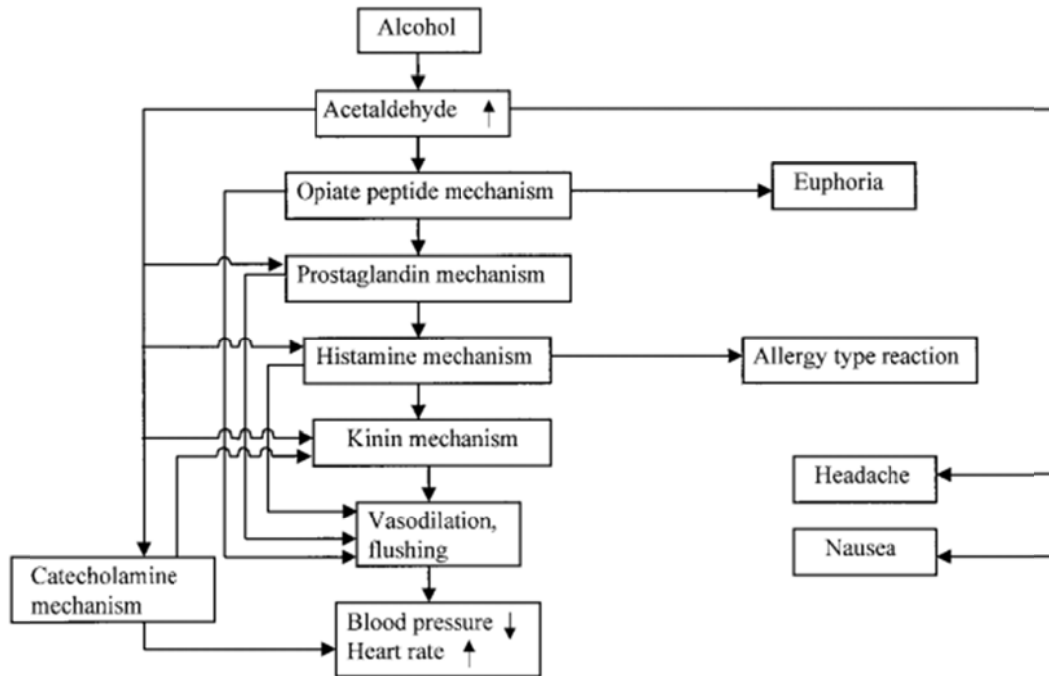 Alcohol
Acetaldehyde ↑
Opiate peptide mechanism
Euphoria
Prostaglandin mechanism
Histamine mechanism
Allergy type reaction
Kinin mechanism
Headache
Vasodilation,
flushing
Nausea
Catecholamine
mechanism
Blood pressure ↓
Heart rate ↑